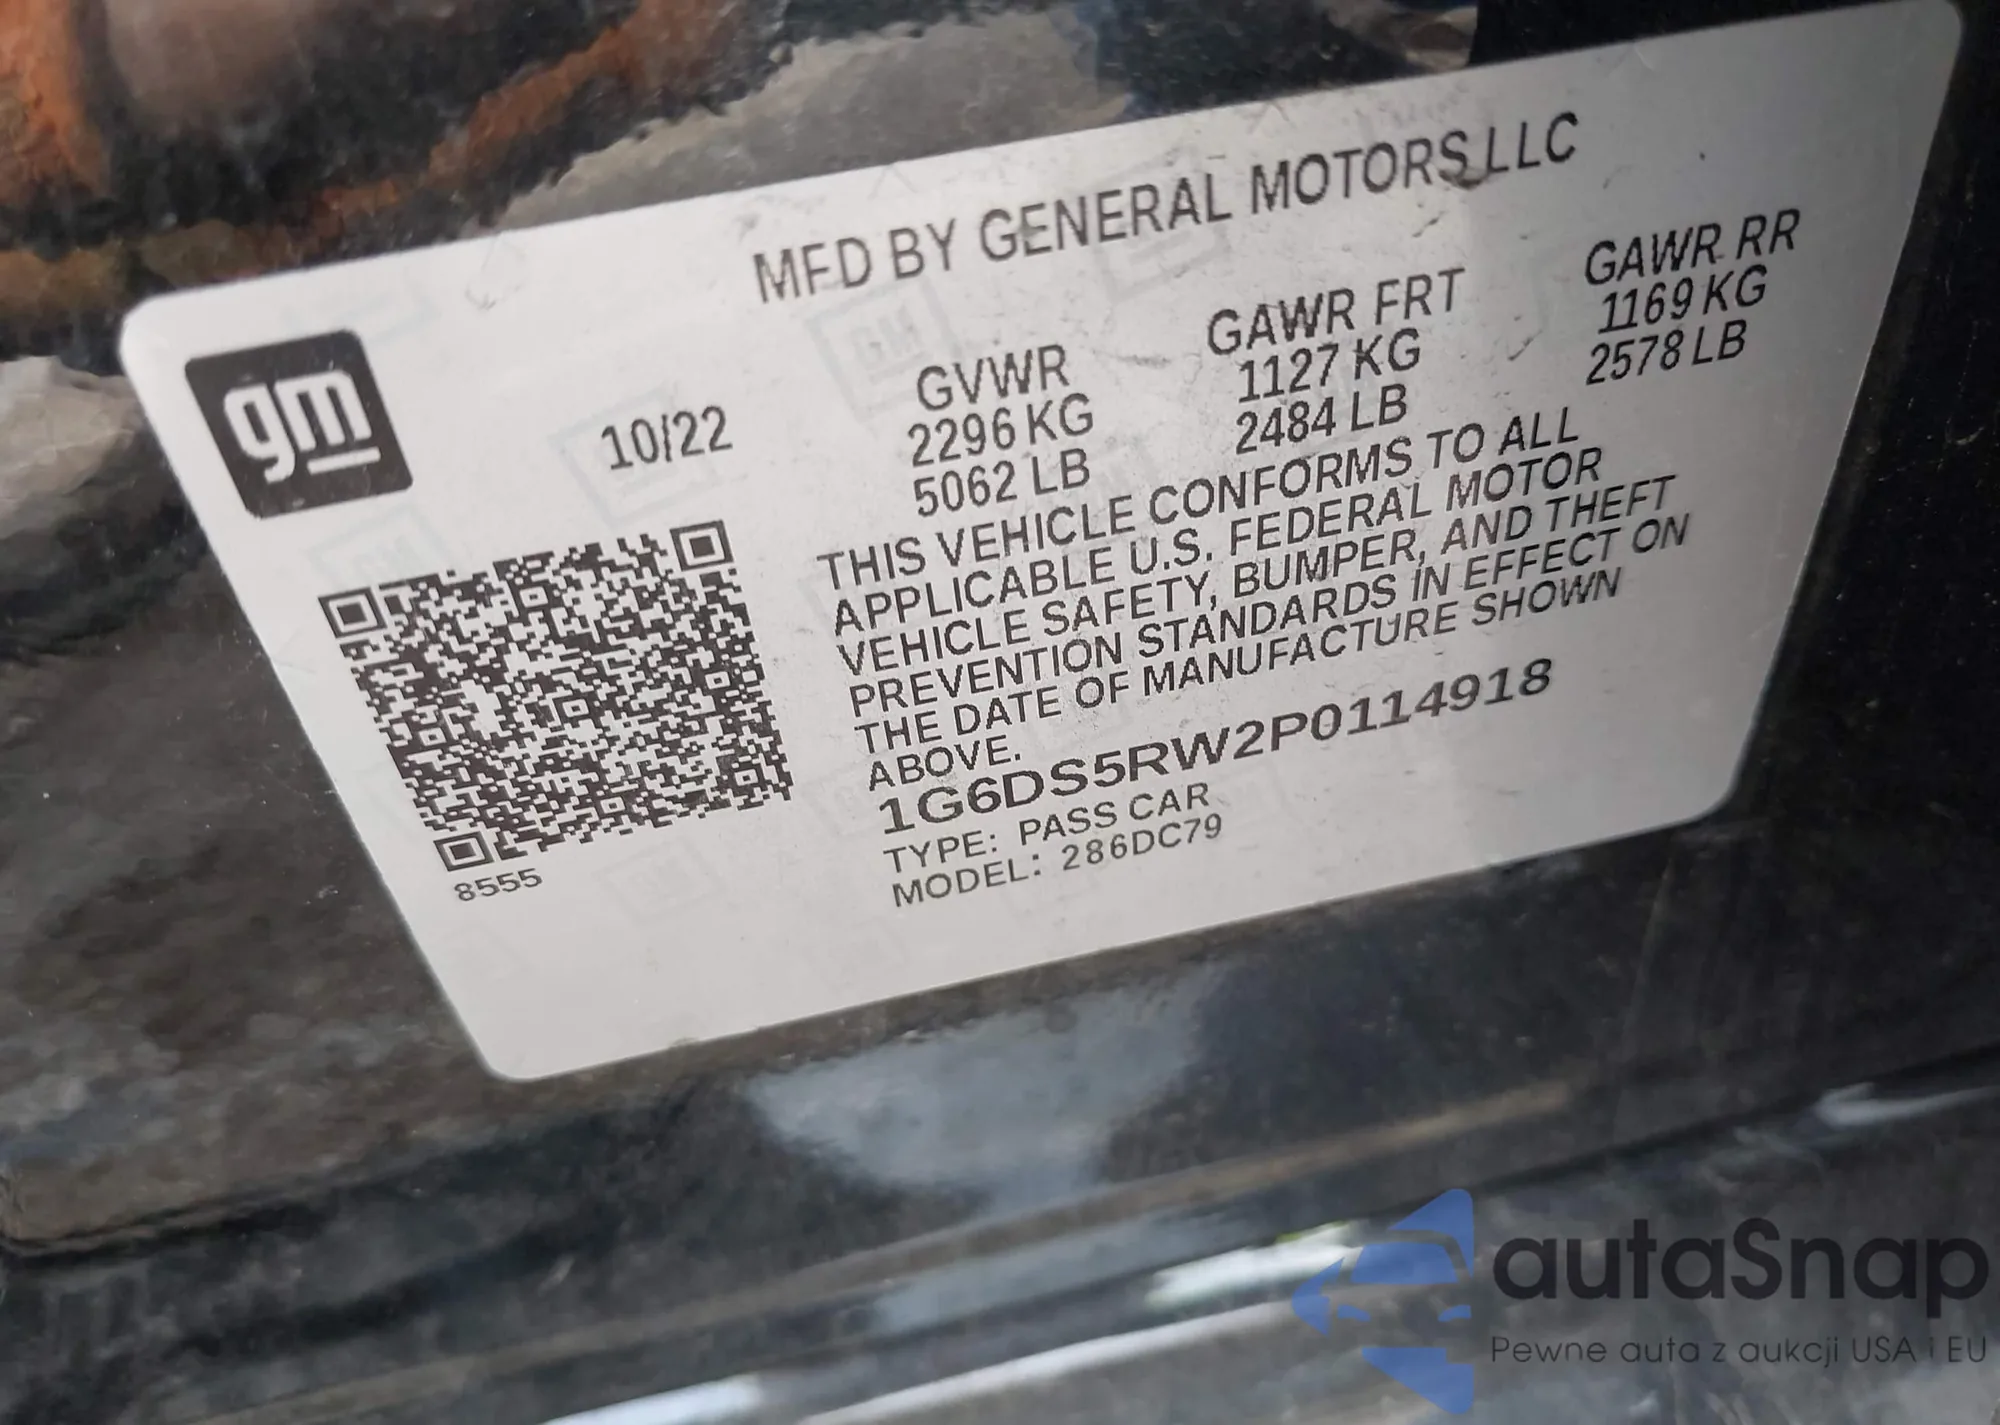 MFD BY GENERAL MOTORS LLC
gm
10/22
GVWR
2296 KG
5062 LB
GAWR FRT
1127 KG
2484 LB
GAWR RR
1169 KG
2578 LB
THIS VEHICLE CONFORMS TO ALL
APPLICABLE U.S. FEDERAL MOTOR
VEHICLE SAFETY, BUMPER, AND THEFT
PREVENTION STANDARDS IN EFFECT ON
THE DATE OF MANUFACTURE SHOWN
ABOVE.
1G6DS5RW2P0114918
TYPE: PASS CAR
MODEL: 286DC79
8555
autaSnap
Pewne auta z aukcji USA i EU